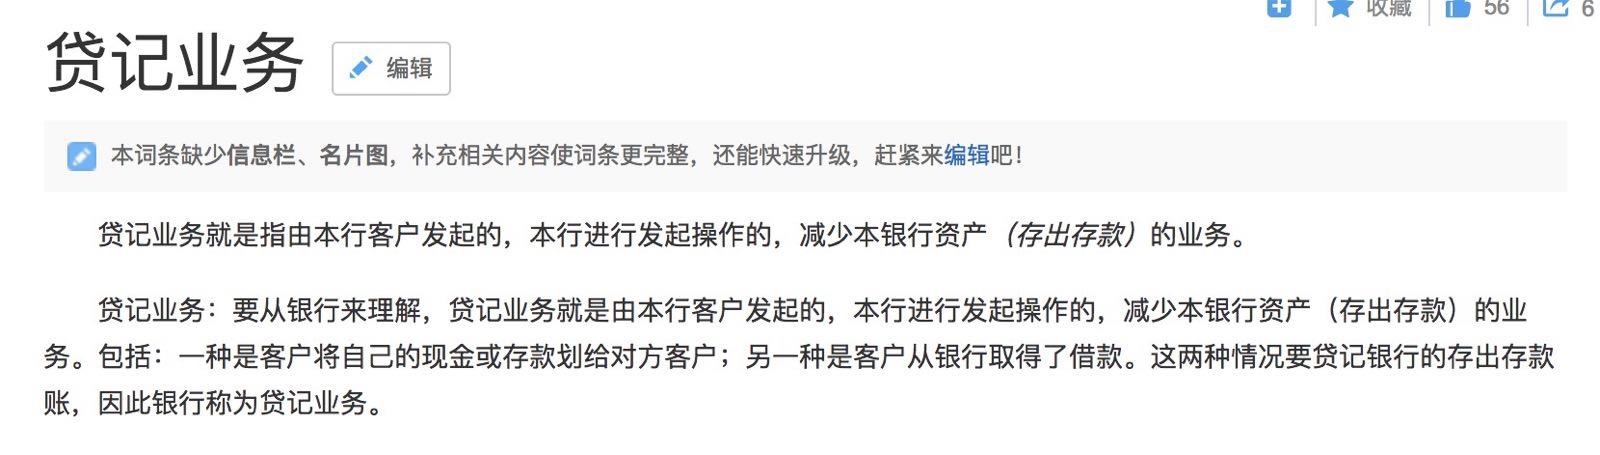 收藏 56 6
贷记业务 编辑
本词条缺少信息栏、名片图，补充相关内容使词条更完整，还能快速升级，赶紧来编辑吧！
贷记业务就是指由本行客户发起的，本行进行发起操作的，减少本银行资产（存出存款）的业务。
贷记业务：要从银行来理解，贷记业务就是由本行客户发起的，本行进行发起操作的，减少本银行资产（存出存款）的业
务。包括：一种是客户将自己的现金或存款划给对方客户；另一种是客户从银行取得了借款。这两种情况要贷记银行的存出存款
账，因此银行称为贷记业务。